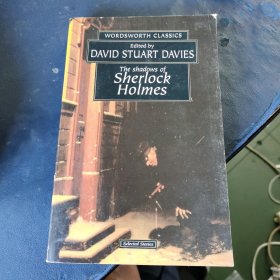 WORDSWORTH CLASSICS
Edited by
DAVID STUART DAVIES
The shadows of
Sherlock
Holmes
Selected Stories